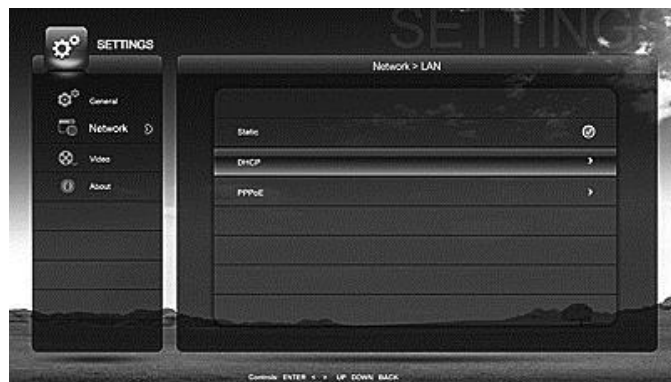 SETTINGS
SETTINGS
Network > LAN
General
Network
Video
About
Static
DHCP
PPPoE
Controls: ENTER < > UP DOWN BACK